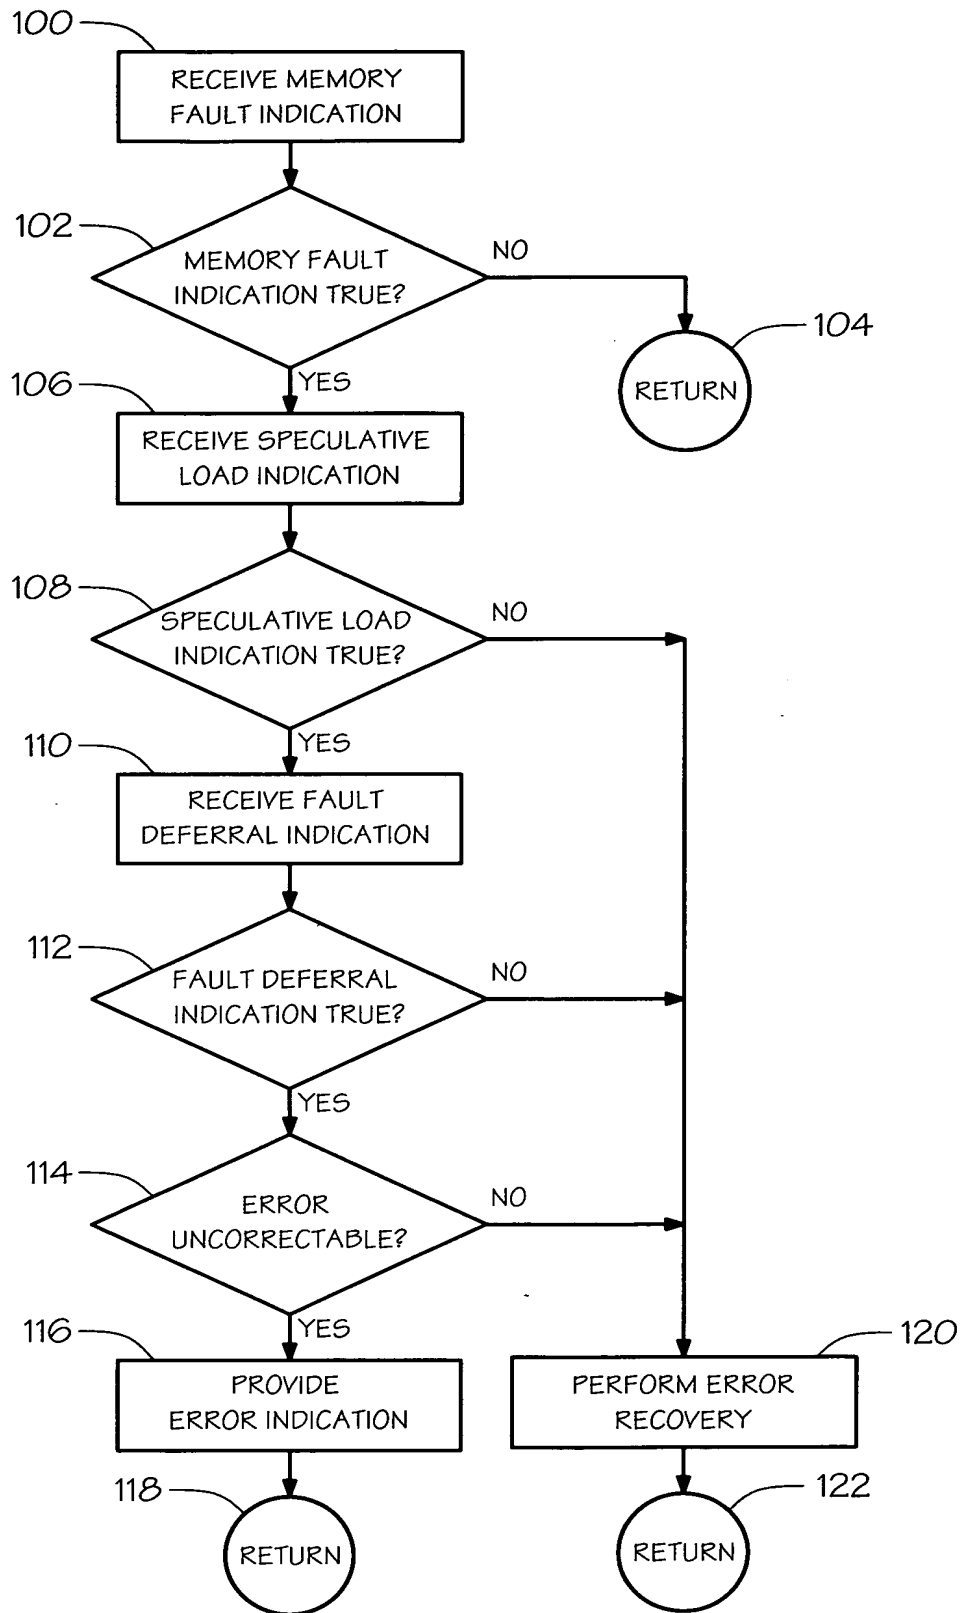 100
RECEIVE MEMORY
FAULT INDICATION
102
MEMORY FAULT
INDICATION TRUE?
NO
104
RETURN
YES
106
RECEIVE SPECULATIVE
LOAD INDICATION
108
SPECULATIVE LOAD
INDICATION TRUE?
NO
YES
110
RECEIVE FAULT
DEFERRAL INDICATION
112
FAULT DEFERRAL
INDICATION TRUE?
NO
YES
114
ERROR
UNCORRECTABLE?
NO
YES
116
PROVIDE
ERROR INDICATION
120
PERFORM ERROR
RECOVERY
118
RETURN
122
RETURN